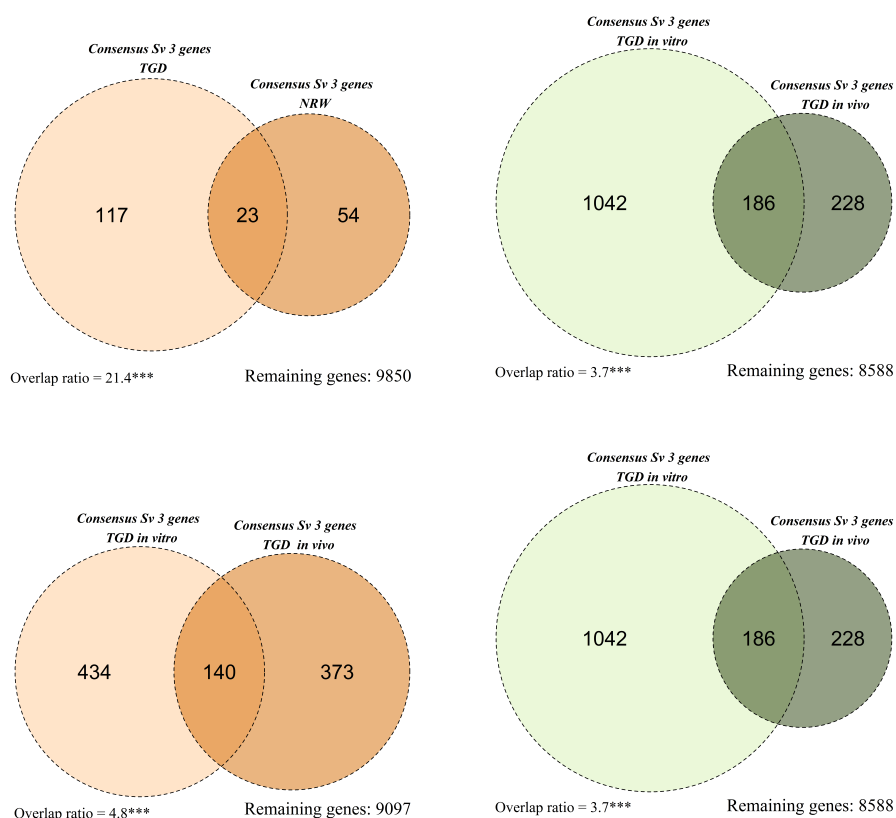 Consensus Sv 3 genes
TGD
Consensus Sv 3 genes
NRW
117
23
54
Overlap ratio = 21.4***
Remaining genes: 9850
Consensus Sv 3 genes
TGD in vitro
Consensus Sv 3 genes
TGD in vivo
1042
186
228
Overlap ratio = 3.7***
Remaining genes: 8588
Consensus Sv 3 genes
TGD in vitro
Consensus Sv 3 genes
TGD in vivo
434
140
373
Overlap ratio = 4.8***
Remaining genes: 9097
Consensus Sv 3 genes
TGD in vitro
Consensus Sv 3 genes
TGD in vivo
1042
186
228
Overlap ratio = 3.7***
Remaining genes: 8588